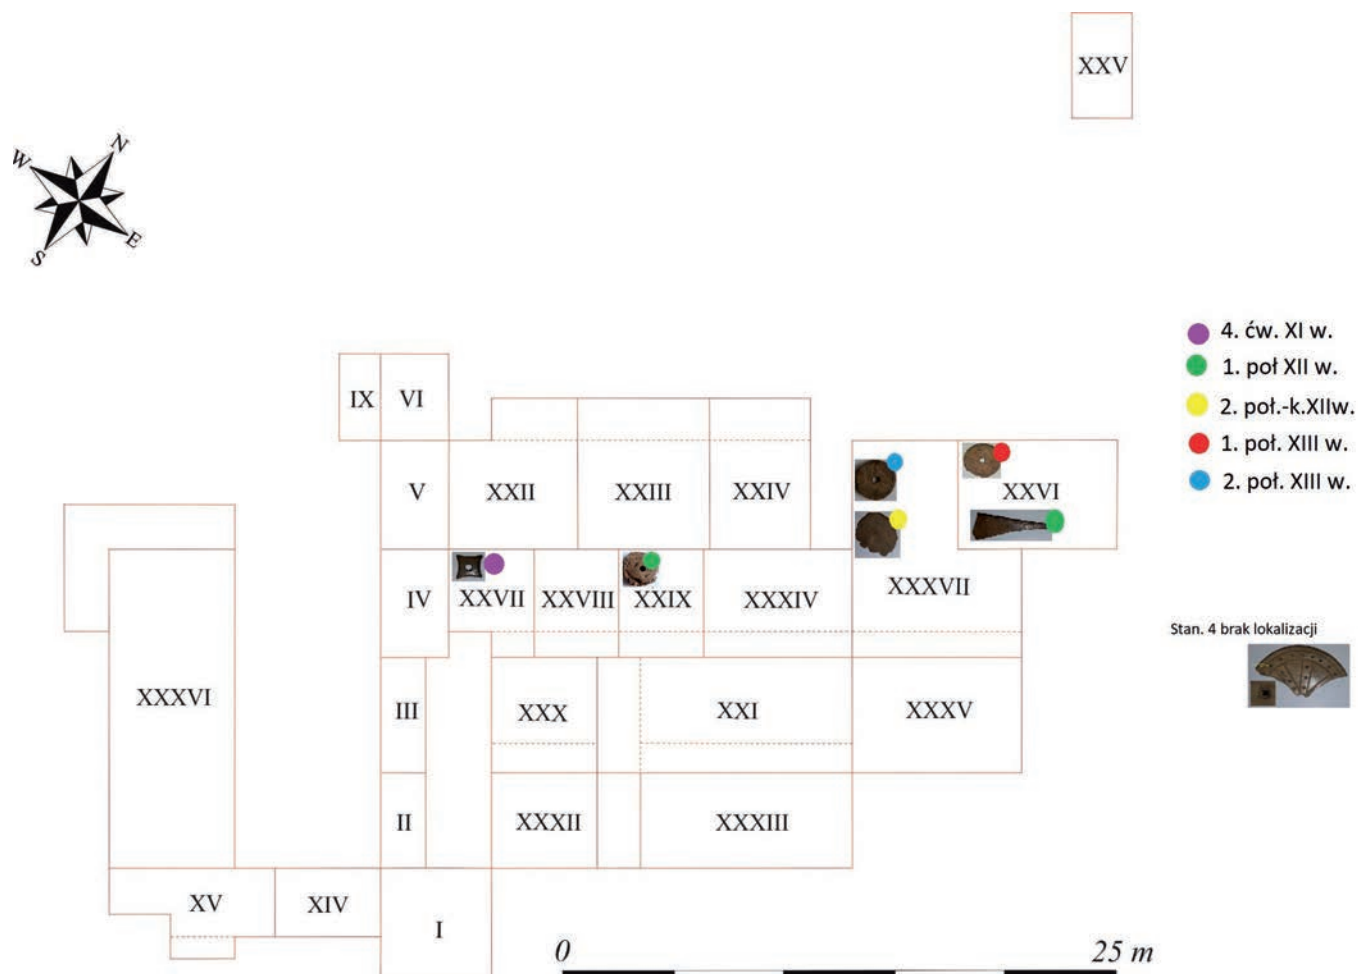 XXV
N
W
E
S
4. ćw. XI w.
1. poł XII w.
2. poł.-k.XIIw.
1. poł. XIII w.
2. poł. XIII w.
IX
VI
V
XXII
XXIII
XXIV
XXVI
IV
XXVII
XXVIII
XXIX
XXXIV
XXXVII
Stan. 4 brak lokalizacji
XXXVI
III
XXX
XXI
XXXV
II
XXXII
XXXIII
XV
XIV
I
0
25 m